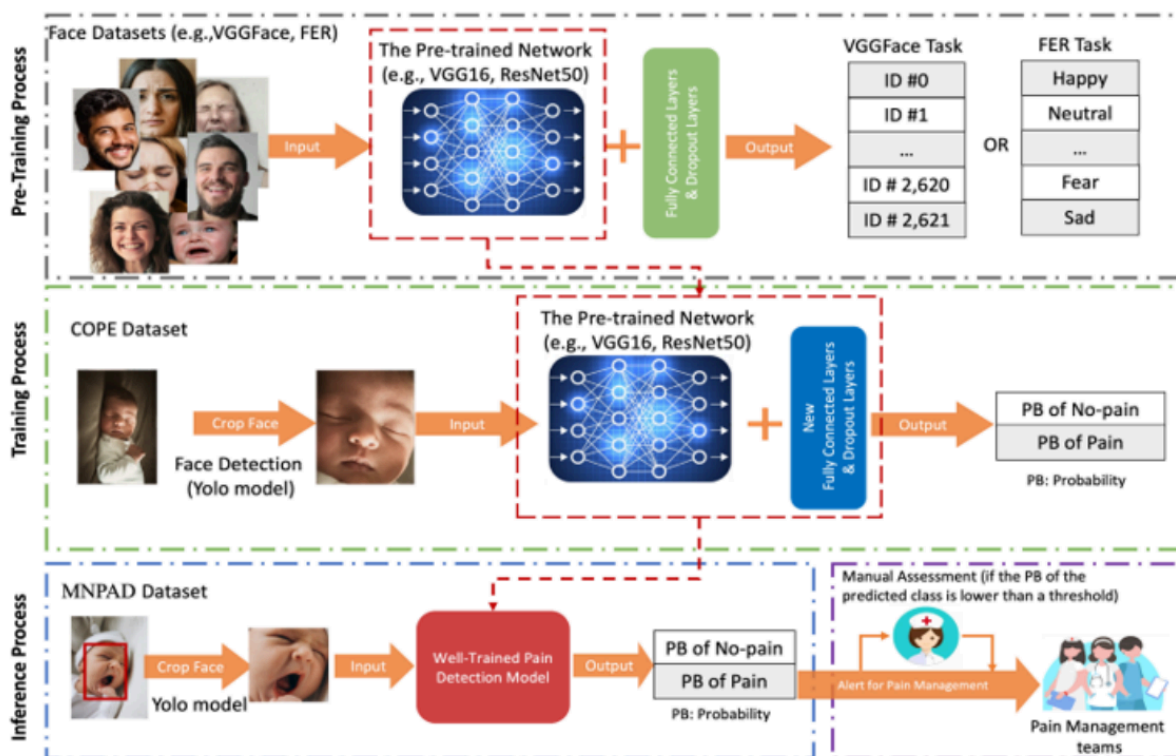 Pre-Training Process
Face Datasets (e.g.,VGGFace, FER)
Input
The Pre-trained Network
(e.g., VGG16, ResNet50)
Fully Connected Layers
& Dropout Layers
Output
VGGFace Task
ID #0
ID #1
...
ID # 2,620
ID # 2,621
OR
FER Task
Happy
Neutral
...
Fear
Sad
Training Process
COPE Dataset
Crop Face
Face Detection
(Yolo model)
Input
The Pre-trained Network
(e.g., VGG16, ResNet50)
New
Fully Connected Layers
& Dropout Layers
Output
PB of No-pain
PB of Pain
PB: Probability
Inference Process
MNPAD Dataset
Crop Face
Yolo model
Input
Well-Trained Pain
Detection Model
Output
PB of No-pain
PB of Pain
PB: Probability
Manual Assessment (if the PB of the
predicted class is lower than a threshold)
Alert for Pain Management
Pain Management
teams